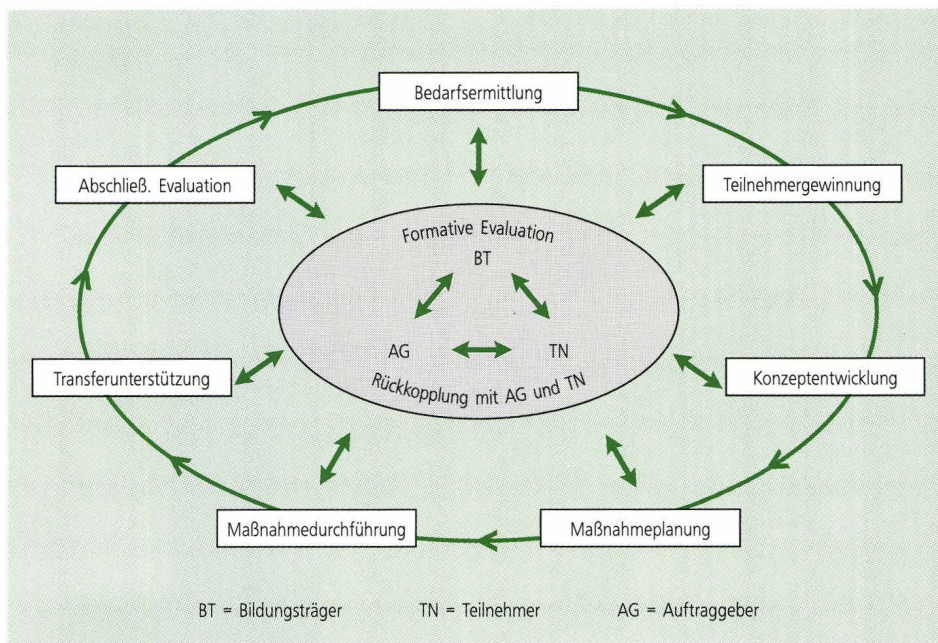 Bedarfsermittlung
Abschließ. Evaluation
Teilnehmergewinnung
Formative Evaluation
BT
AG
TN
Rückkopplung mit AG und TN
Transferunterstützung
Konzeptentwicklung
Maßnahmedurchführung
Maßnahmeplanung
BT = Bildungsträger
TN = Teilnehmer
AG = Auftraggeber